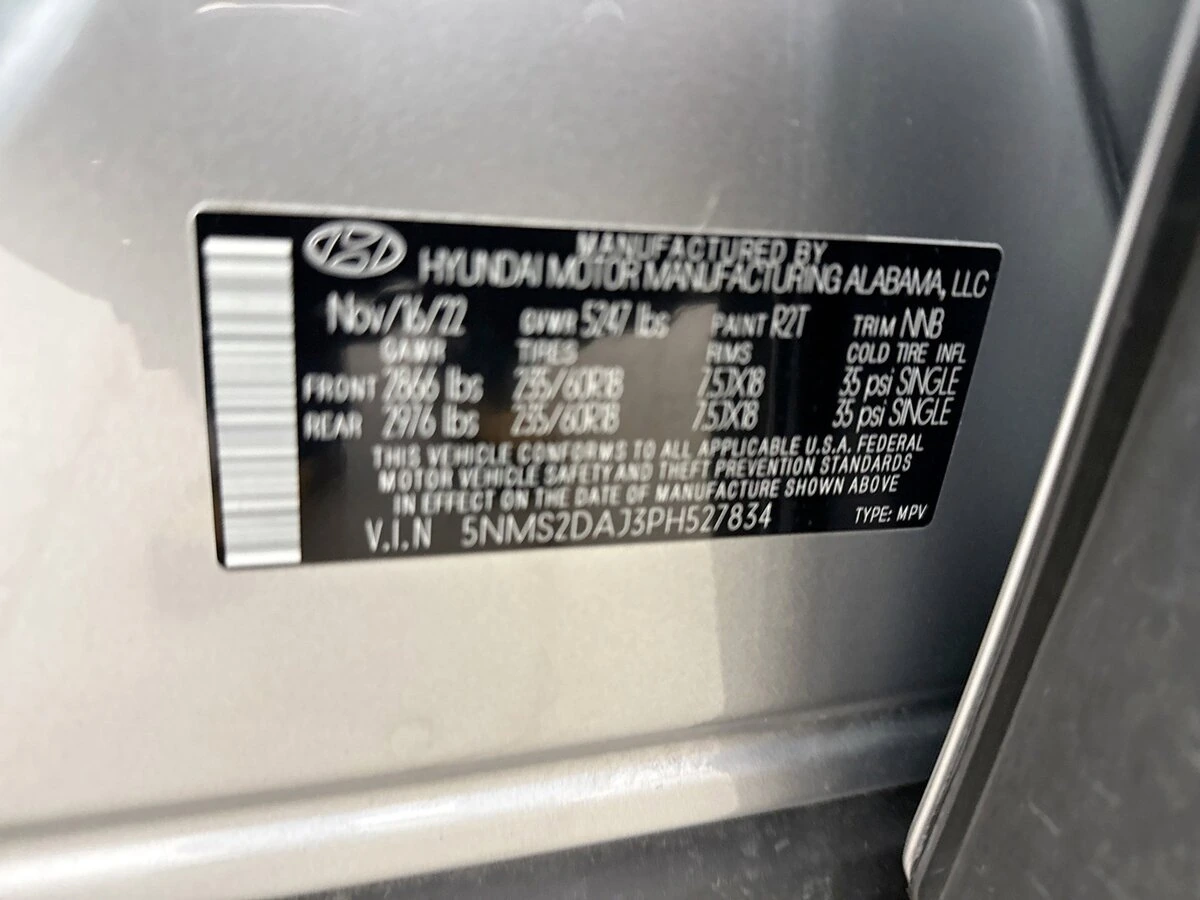 MANUFACTURED BY
HYUNDAI MOTOR MANUFACTURING ALABAMA, LLC
Nov/16/22 GVWR 5247 lbs PAINT R2T TRIM NNB
GAWR TIRES RIMS COLD TIRE INFL
FRONT 2866 lbs 235/60R18 7.5JX18 35 psi SINGLE
REAR 2976 lbs 235/60R18 7.5JX18 35 psi SINGLE
THIS VEHICLE CONFORMS TO ALL APPLICABLE U.S.A. FEDERAL
MOTOR VEHICLE SAFETY AND THEFT PREVENTION STANDARDS
IN EFFECT ON THE DATE OF MANUFACTURE SHOWN ABOVE
V.I.N 5NMS2DAJ3PH527834 TYPE: MPV